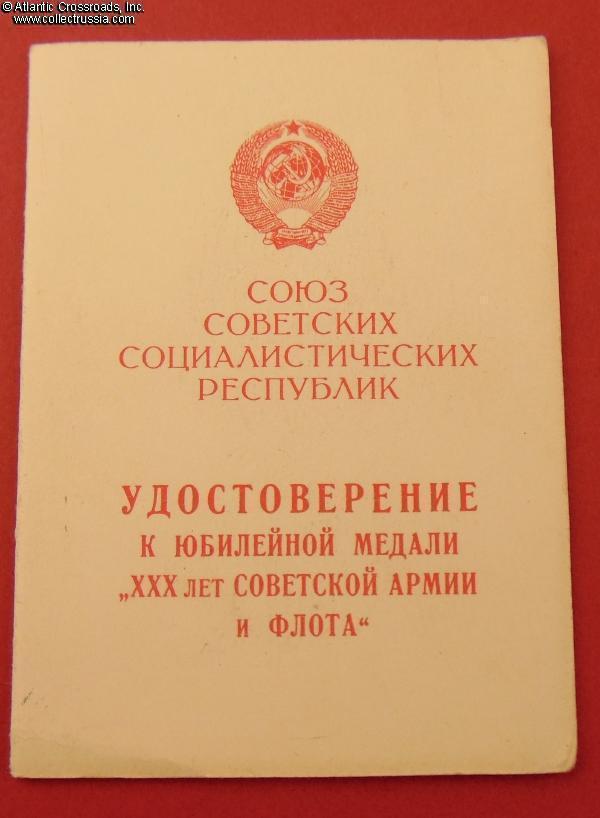 © Atlantic Crossroads, Inc.
www.collectrussia.com
СОЮЗ
СОВЕТСКИХ
СОЦИАЛИСТИЧЕСКИХ
РЕСПУБЛИК
УДОСТОВЕРЕНИЕ
К ЮБИЛЕЙНОЙ МЕДАЛИ
„XXX ЛЕТ СОВЕТСКОЙ АРМИИ
И ФЛОТА“